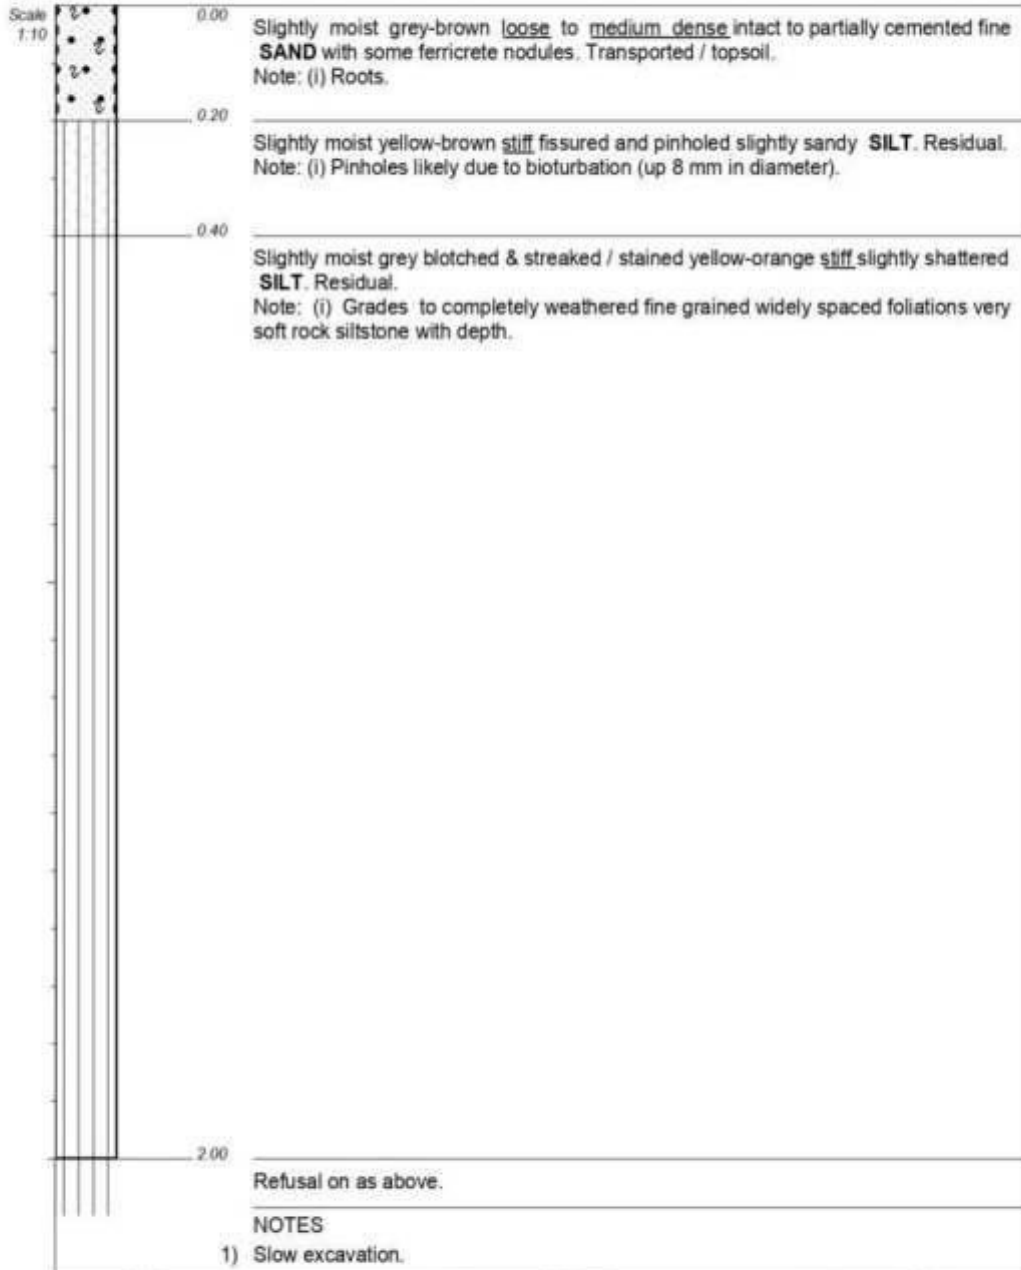 Scale
1:10
0.00
Slightly moist grey-brown loose to medium dense intact to partially cemented fine
SAND with some ferricrete nodules. Transported / topsoil.
Note: (i) Roots.
0.20
Slightly moist yellow-brown stiff fissured and pinholed slightly sandy SILT. Residual.
Note: (i) Pinholes likely due to bioturbation (up 8 mm in diameter).
0.40
Slightly moist grey blotched & streaked / stained yellow-orange stiff slightly shattered
SILT. Residual.
Note: (i) Grades to completely weathered fine grained widely spaced foliations very
soft rock siltstone with depth.
2.00
Refusal on as above.
NOTES
1) Slow excavation.